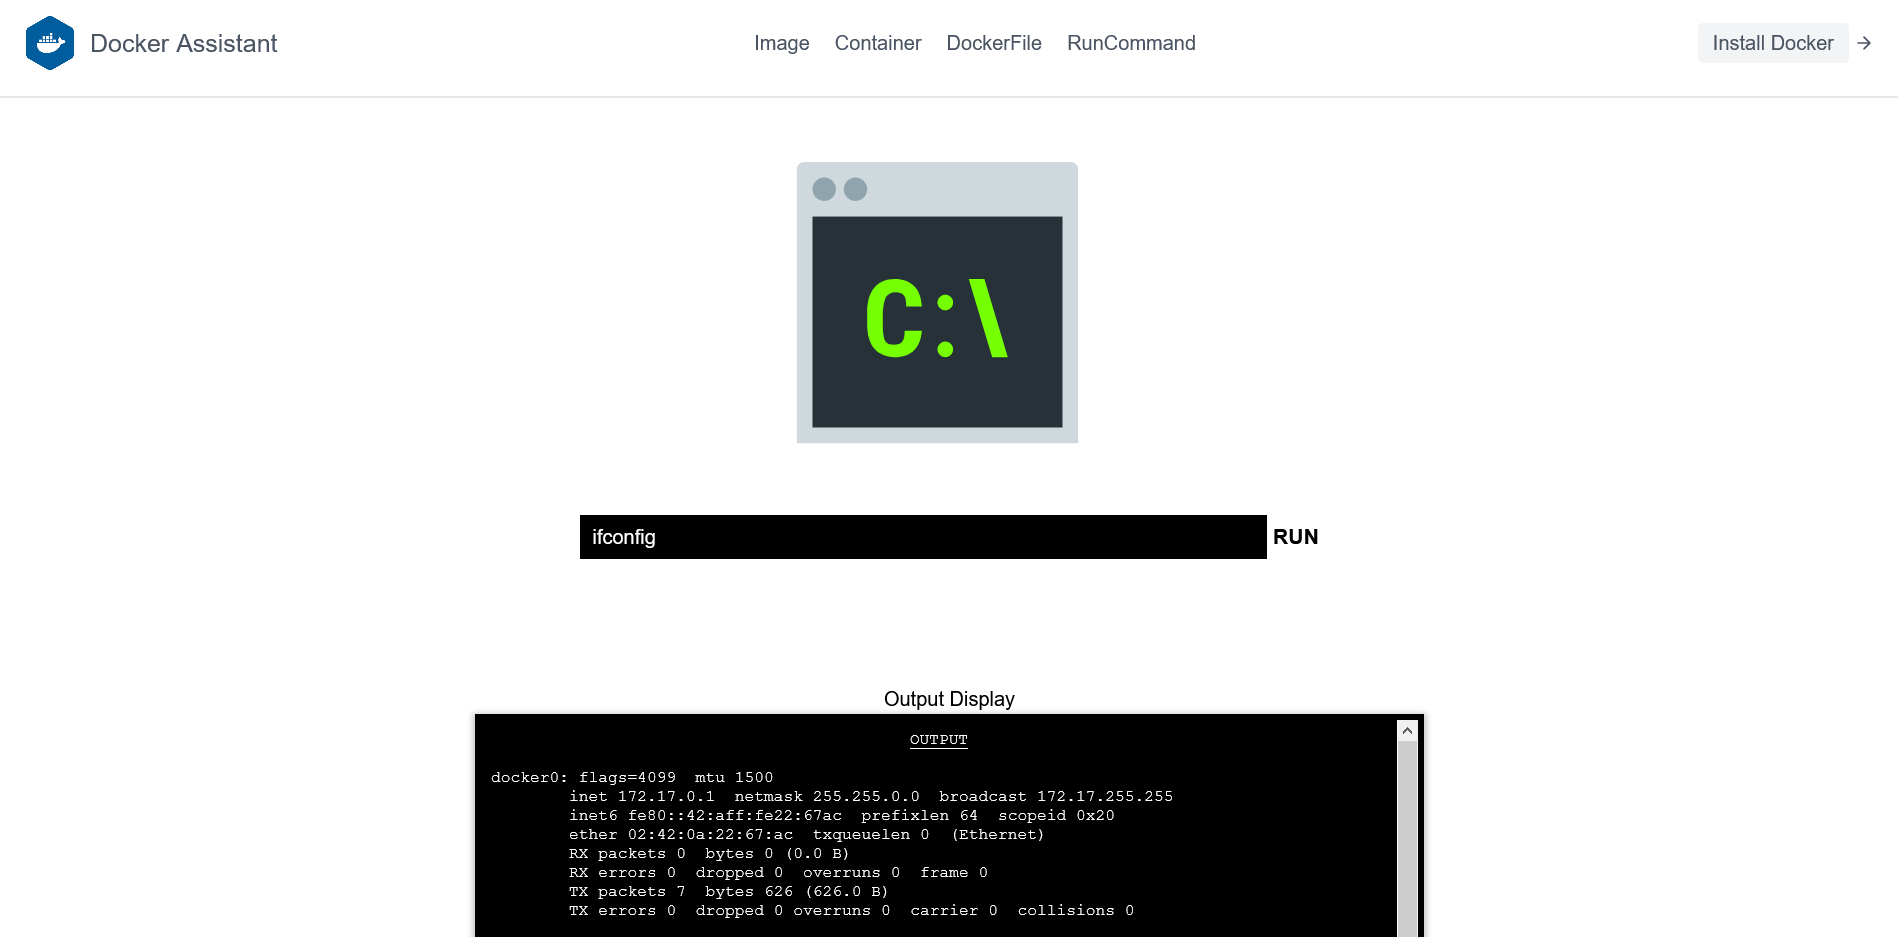 Docker Assistant
Image Container DockerFile RunCommand
Install Docker →
C:\
ifconfig
RUN
Output Display
OUTPUT
docker0: flags=4099  mtu 1500
        inet 172.17.0.1  netmask 255.255.0.0  broadcast 172.17.255.255
        inet6 fe80::42:aff:fe22:67ac  prefixlen 64  scopeid 0x20
        ether 02:42:0a:22:67:ac  txqueuelen 0  (Ethernet)
        RX packets 0  bytes 0 (0.0 B)
        RX errors 0  dropped 0  overruns 0  frame 0
        TX packets 7  bytes 626 (626.0 B)
        TX errors 0  dropped 0 overruns 0  carrier 0  collisions 0